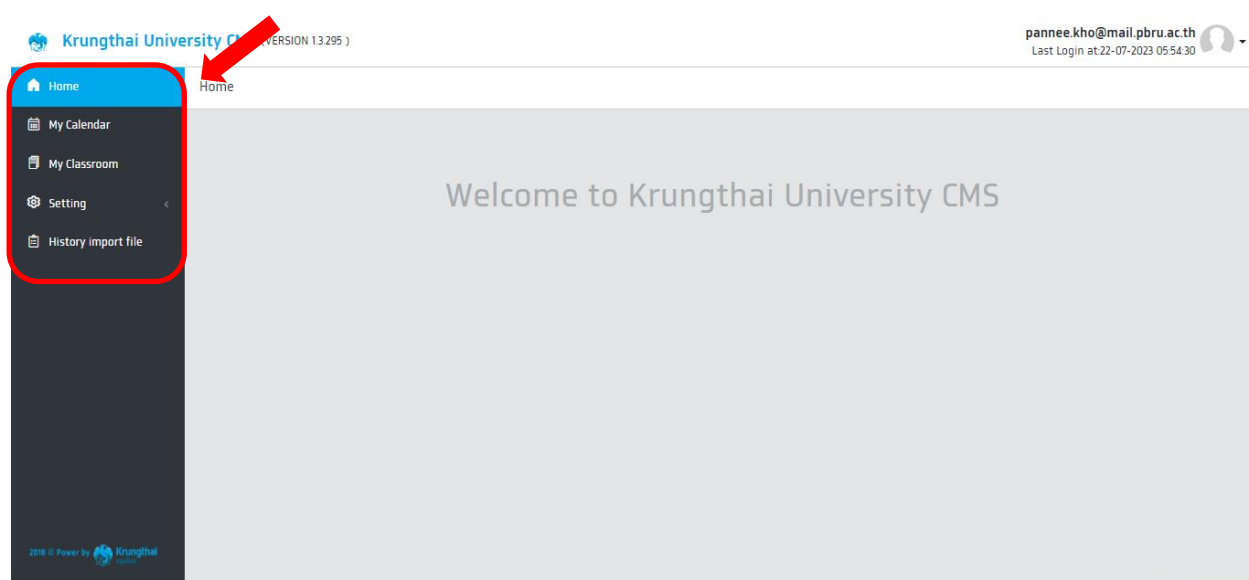 Krungthai University C (VERSION 1.3.295 )
pannee.kho@mail.pbru.ac.th
Last Login at:22-07-2023 05:54:30
Home
Home
My Calendar
My Classroom
Setting
History import file
Welcome to Krungthai University CMS
2018 © Power by Krungthai